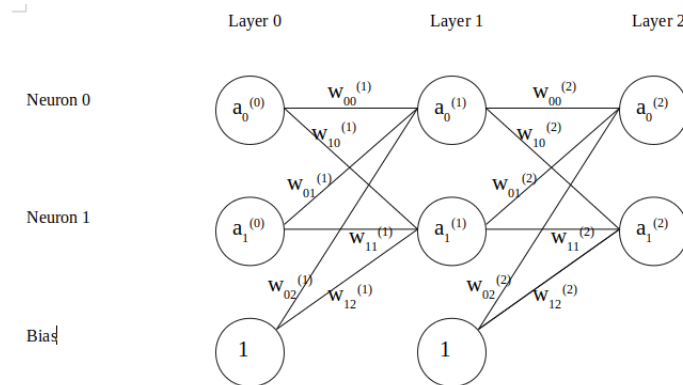 Layer 0 Layer 1 Layer 2
w₀₀⁽¹⁾ w₀₀⁽²⁾
Neuron 0 a₀⁽⁰⁾ a₀⁽¹⁾ a₀⁽²⁾
w₁₀⁽¹⁾ w₁₀⁽²⁾
w₀₁⁽¹⁾ w₀₁⁽²⁾
Neuron 1 a₁⁽⁰⁾ a₁⁽¹⁾ a₁⁽²⁾
w₁₁⁽¹⁾ w₁₁⁽²⁾
w₀₂⁽¹⁾ w₀₂⁽²⁾
w₁₂⁽¹⁾ w₁₂⁽²⁾
Bias 1 1